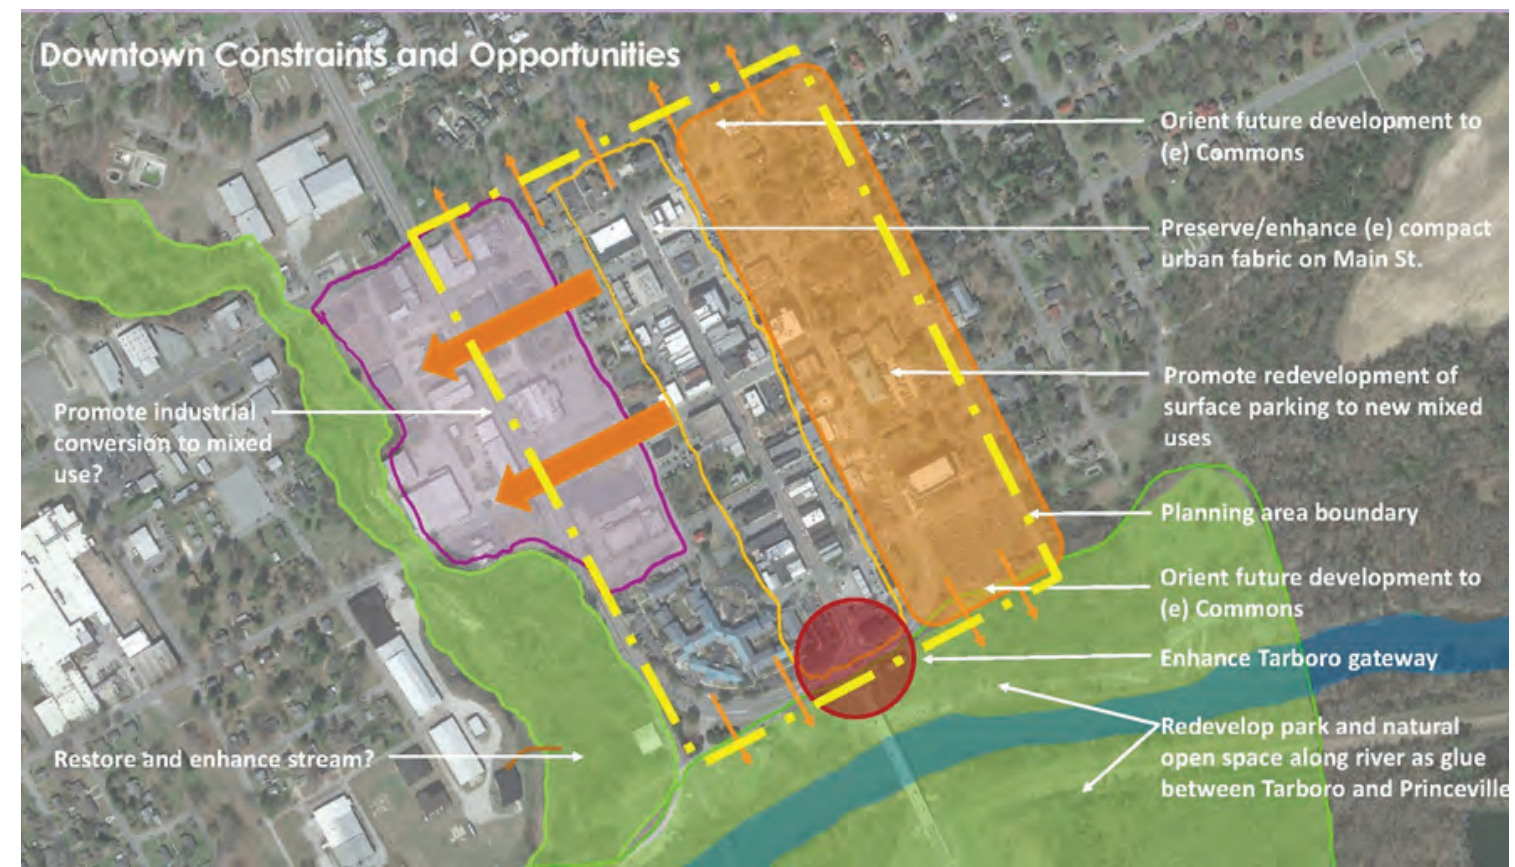 Downtown Constraints and Opportunities
Orient future development to
(e) Commons
Preserve/enhance (e) compact
urban fabric on Main St.
Promote redevelopment of
surface parking to new mixed
uses
Promote industrial
conversion to mixed
use?
Planning area boundary
Orient future development to
(e) Commons
Enhance Tarboro gateway
Redevelop park and natural
open space along river as glue
between Tarboro and Princeville
Restore and enhance stream?